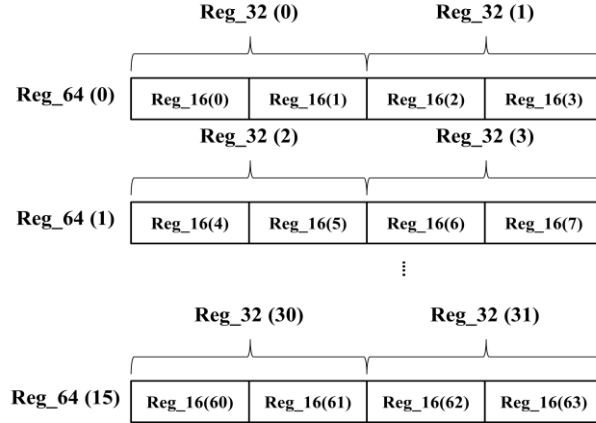 Reg_32 (0) Reg_32 (1)
Reg_64 (0) Reg_16(0) Reg_16(1) Reg_16(2) Reg_16(3)
Reg_32 (2) Reg_32 (3)
Reg_64 (1) Reg_16(4) Reg_16(5) Reg_16(6) Reg_16(7)
Reg_32 (30) Reg_32 (31)
Reg_64 (15) Reg_16(60) Reg_16(61) Reg_16(62) Reg_16(63)